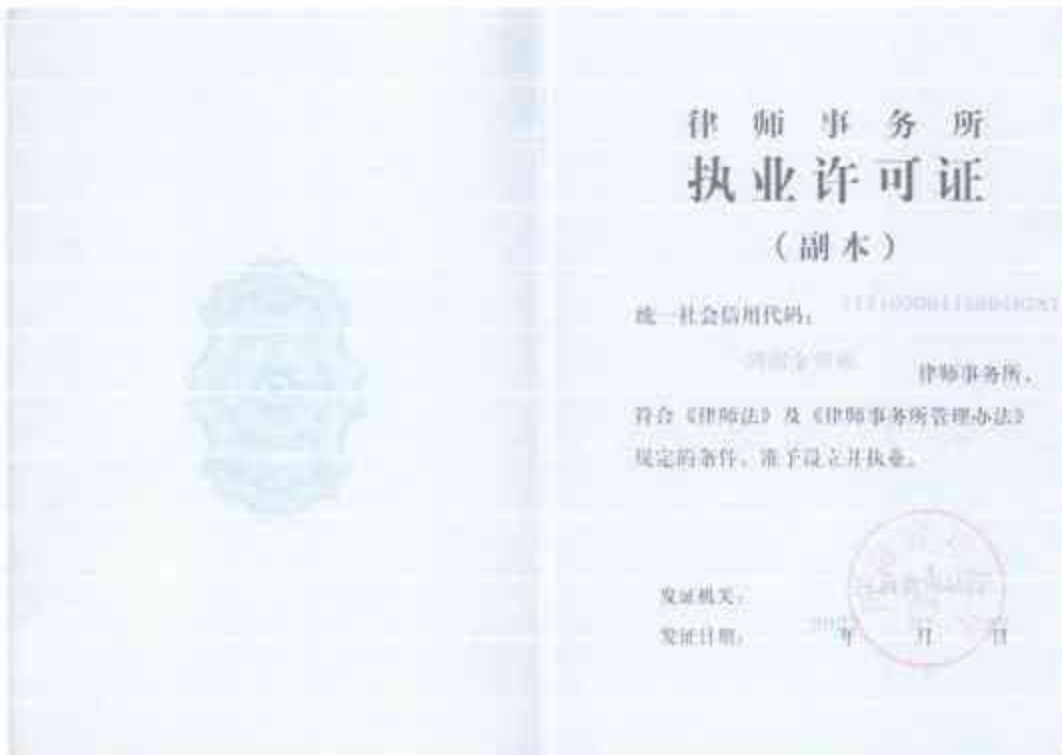 律师事务所
执业许可证
（副本）
统一社会信用代码：
律师事务所，
符合《律师法》及《律师事务所管理办法》
规定的条件，准予设立并执业。
发证机关：
发证日期： 年 月 日